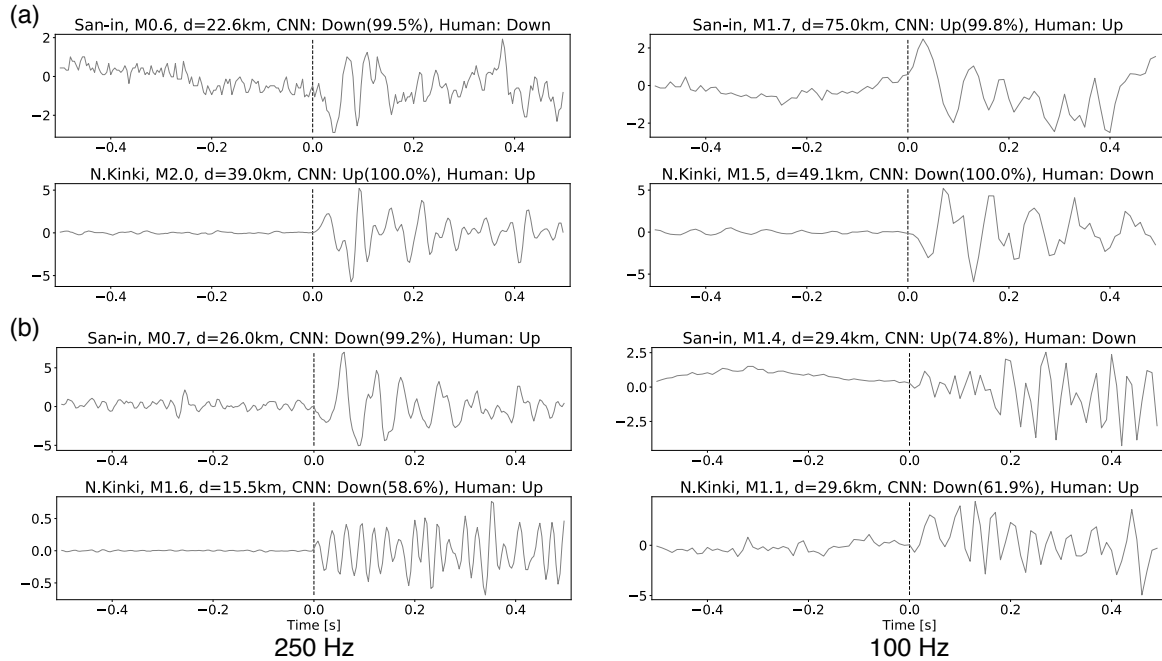 (a)
San-in, M0.6, d=22.6km, CNN: Down(99.5%), Human: Down
2
0
−2
−0.4 −0.2 0.0 0.2 0.4
San-in, M1.7, d=75.0km, CNN: Up(99.8%), Human: Up
2
0
−2
−0.4 −0.2 0.0 0.2 0.4
N.Kinki, M2.0, d=39.0km, CNN: Up(100.0%), Human: Up
5
0
−5
−0.4 −0.2 0.0 0.2 0.4
N.Kinki, M1.5, d=49.1km, CNN: Down(100.0%), Human: Down
5
0
−5
−0.4 −0.2 0.0 0.2 0.4
(b)
San-in, M0.7, d=26.0km, CNN: Down(99.2%), Human: Up
5
0
−5
−0.4 −0.2 0.0 0.2 0.4
San-in, M1.4, d=29.4km, CNN: Up(74.8%), Human: Down
2.5
0.0
−2.5
−0.4 −0.2 0.0 0.2 0.4
N.Kinki, M1.6, d=15.5km, CNN: Down(58.6%), Human: Up
0.5
0.0
−0.5
−0.4 −0.2 0.0 0.2 0.4
Time [s]
250 Hz
N.Kinki, M1.1, d=29.6km, CNN: Down(61.9%), Human: Up
0
−5
−0.4 −0.2 0.0 0.2 0.4
Time [s]
100 Hz